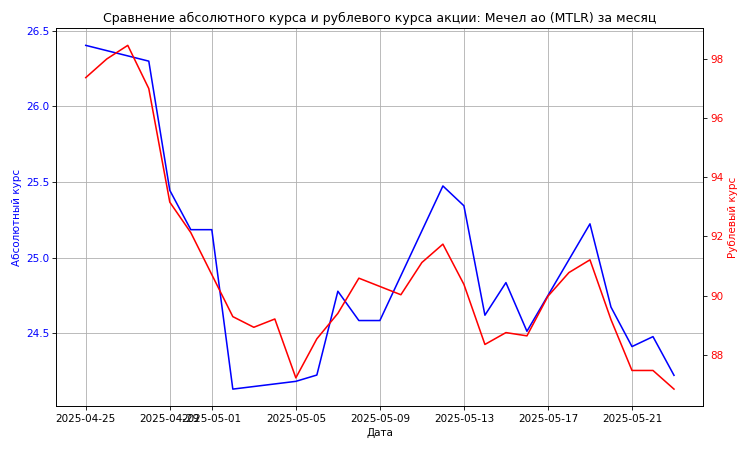 Сравнение абсолютного курса и рублевого курса акции: Мечел ао (MTLR) за месяц
26.5
26.0
25.5
25.0
24.5
Абсолютный курс
98
96
94
92
90
88
Рублевый курс
2025-04-25 2025-04-29 2025-05-01 2025-05-05 2025-05-09 2025-05-13 2025-05-17 2025-05-21
Дата